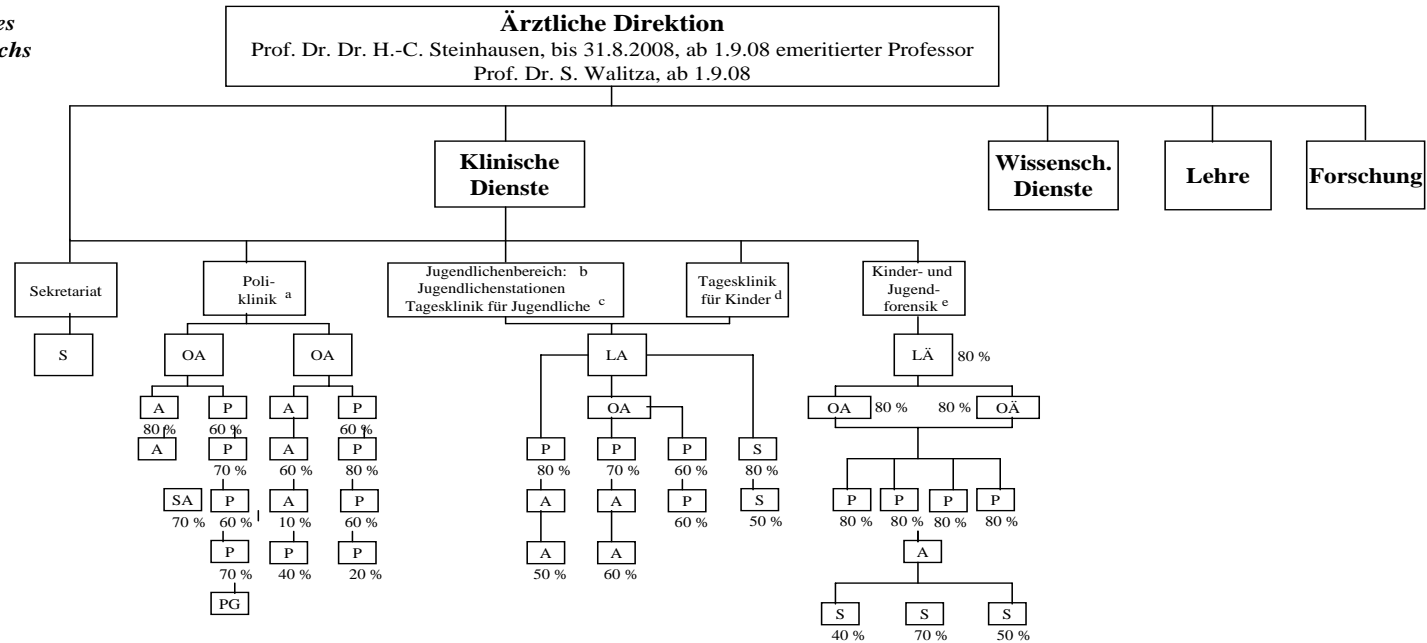 es
chs
Ärztliche Direktion
Prof. Dr. Dr. H.-C. Steinhausen, bis 31.8.2008, ab 1.9.08 emeritierter Professor
Prof. Dr. S. Walitza, ab 1.9.08
Klinische
Dienste
Wissensch.
Dienste
Lehre
Forschung
Sekretariat
Poli-
klinik a
Jugendlichenbereich: b
Jugendlichenstationen
Tagesklinik für Jugendliche c
Tagesklinik
für Kinder d
Kinder- und
Jugend-
forensik e
S
OA
OA
LA
LÄ 80 %
A
80 %
A
P
60 %
P
70 %
SA
70 %
P
60 %
P
70 %
PG
A
A
60 %
A
10 %
P
40 %
P
60 %
P
80 %
P
60 %
P
20 %
OA
P
80 %
A
A
50 %
P
70 %
A
A
60 %
P
60 %
P
60 %
S
80 %
S
50 %
OA 80 %
80 % OÄ
P
80 %
P
80 %
P
80 %
P
80 %
A
S
40 %
S
70 %
S
50 %